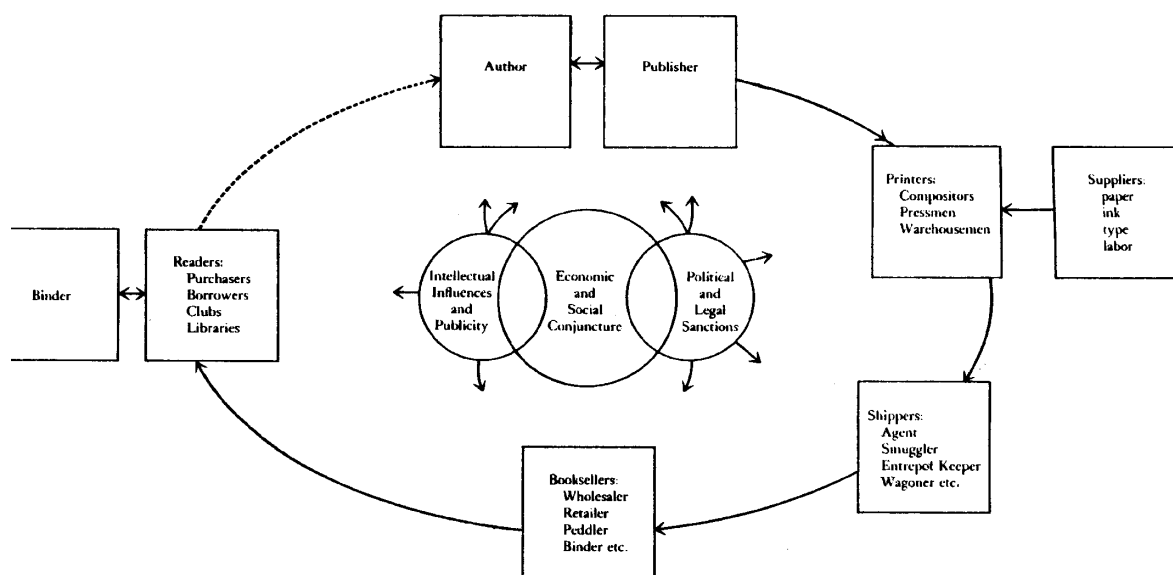 Author
Publisher
Printers:
Compositors
Pressmen
Warehousemen
Suppliers:
paper
ink
type
labor
Binder
Readers:
Purchasers
Borrowers
Clubs
Libraries
Intellectual
Influences
and
Publicity
Economic
and
Social
Conjuncture
Political
and
Legal
Sanctions
Shippers:
Agent
Smuggler
Entrepot Keeper
Wagoner etc.
Booksellers:
Wholesaler
Retailer
Peddler
Binder etc.